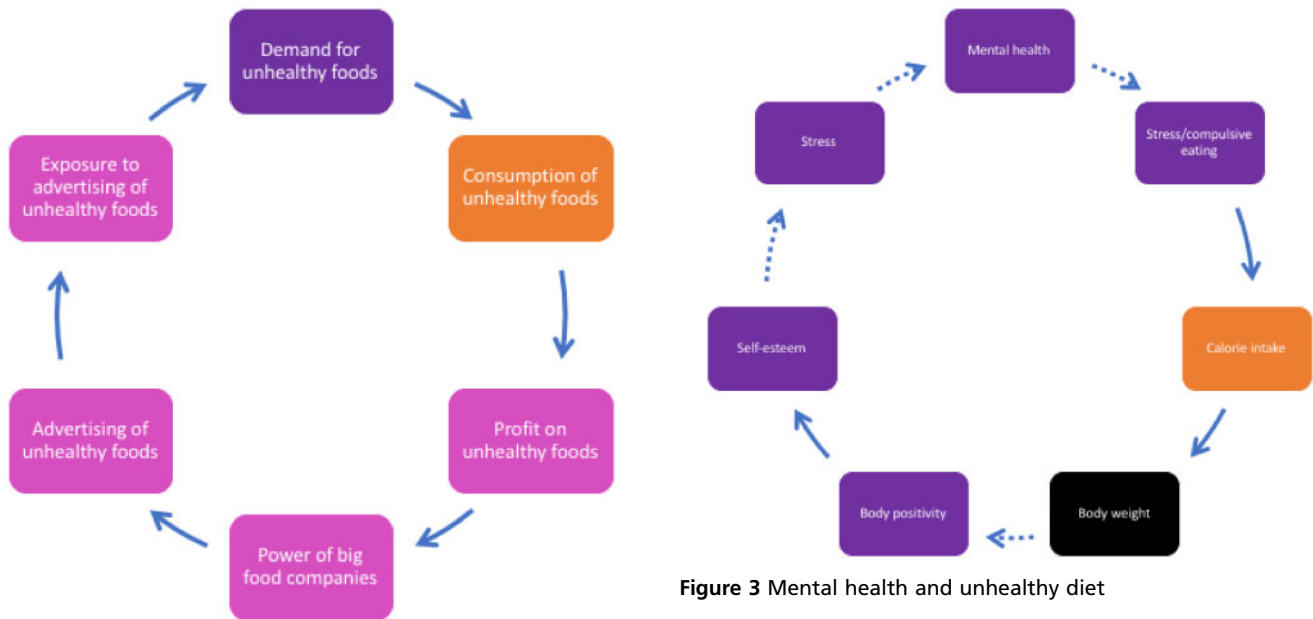 Demand for
unhealthy foods
Consumption of
unhealthy foods
Profit on
unhealthy foods
Power of big
food companies
Advertising of
unhealthy foods
Exposure to
advertising of
unhealthy foods
Mental health
Stress/compulsive
eating
Calorie intake
Body weight
Body positivity
Self-esteem
Stress
Figure 3 Mental health and unhealthy diet